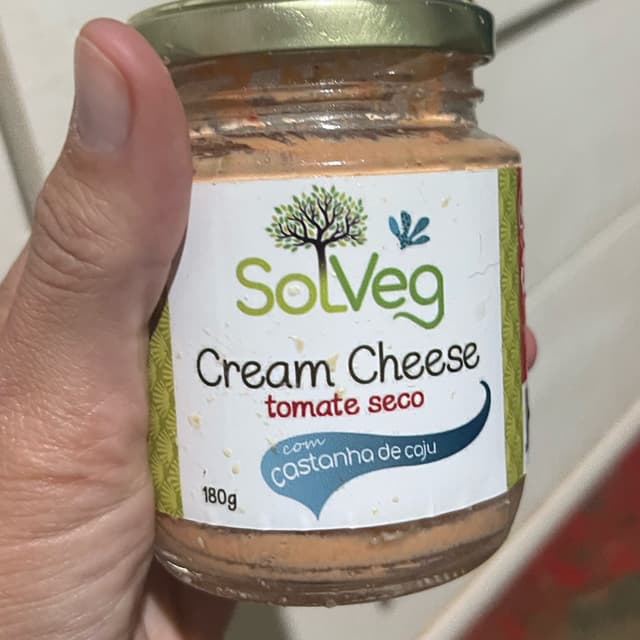 SolVeg
Cream Cheese
tomate seco
com
castanha de caju
180g